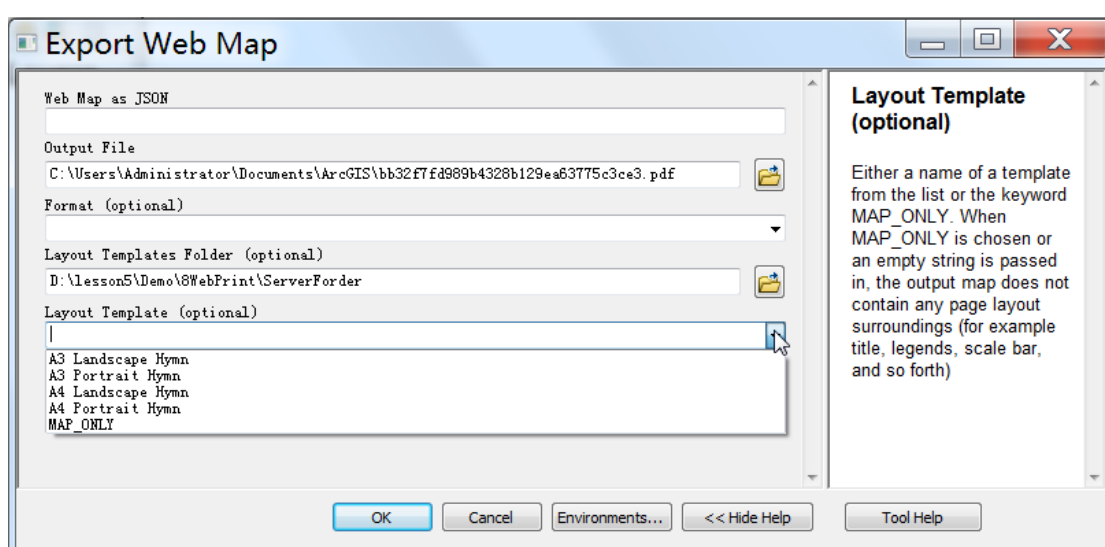 Export Web Map
Web Map as JSON
Output File
C:\Users\Administrator\Documents\ArcGIS\bb32f7fd989b4328b129ea63775c3ce3.pdf
Format (optional)
Layout Templates Folder (optional)
D:\lesson5\Demo\8WebPrint\ServerForder
Layout Template (optional)
A3 Landscape Hymn
A3 Portrait Hymn
A4 Landscape Hymn
A4 Portrait Hymn
MAP_ONLY
Layout Template
(optional)
Either a name of a template
from the list or the keyword
MAP_ONLY. When
MAP_ONLY is chosen or
an empty string is passed
in, the output map does not
contain any page layout
surroundings (for example
title, legends, scale bar,
and so forth)
OK
Cancel
Environments...
<< Hide Help
Tool Help